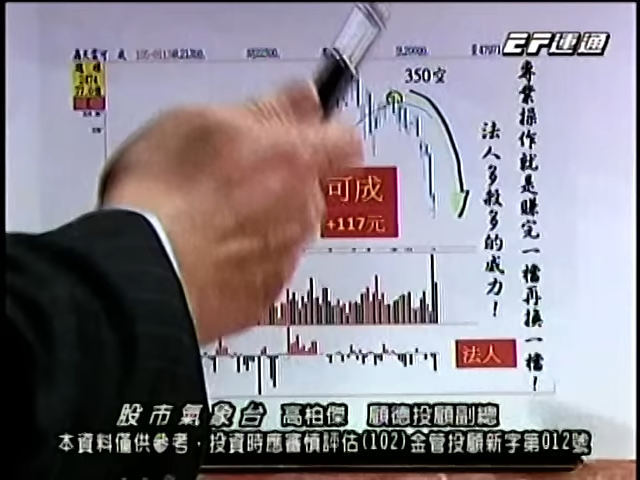 EF 連通
350空
專業操作就是賺完一檔再換一檔!
法人多殺多的威力!
可成
+117元
法人
股市氣象台 高柏傑 顧德投顧副總
本資料僅供參考,投資時應審慎評估(102)金管投顧新字第012號